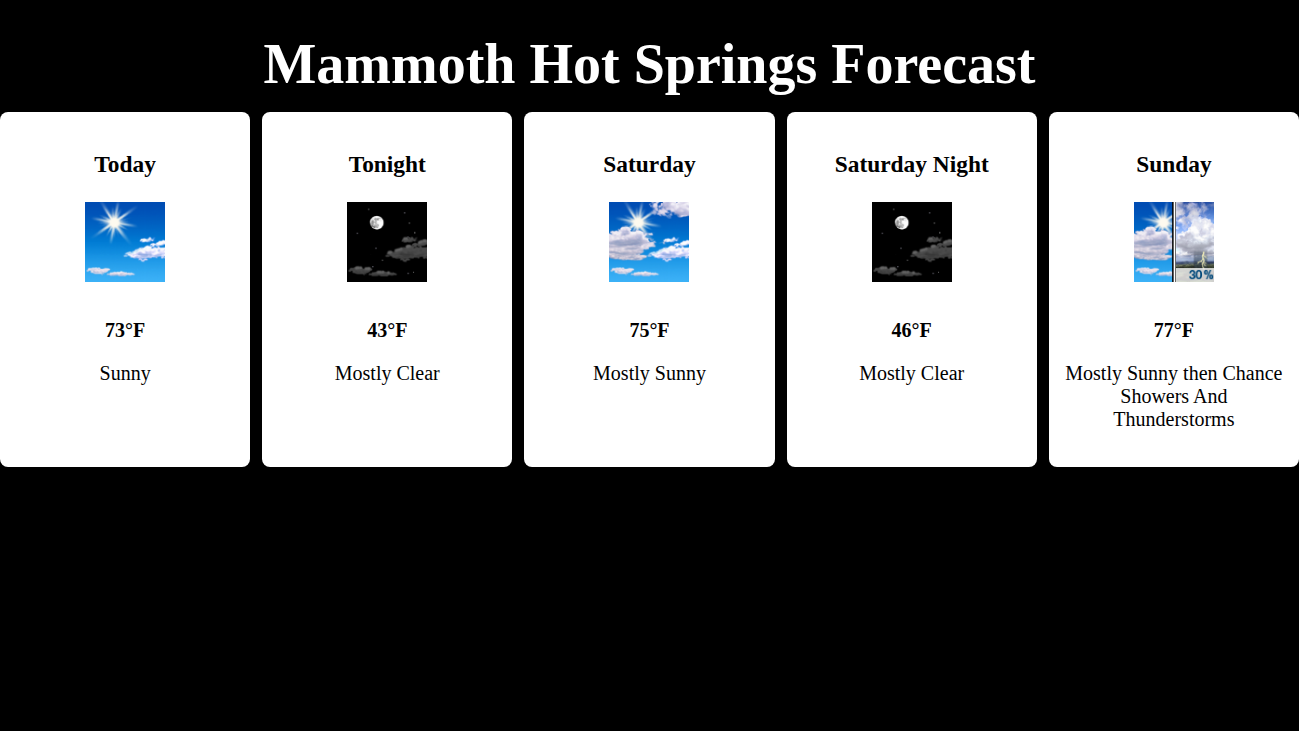 Mammoth Hot Springs Forecast
Today
73°F
Sunny
Tonight
43°F
Mostly Clear
Saturday
75°F
Mostly Sunny
Saturday Night
46°F
Mostly Clear
Sunday
30%
77°F
Mostly Sunny then Chance
Showers And
Thunderstorms